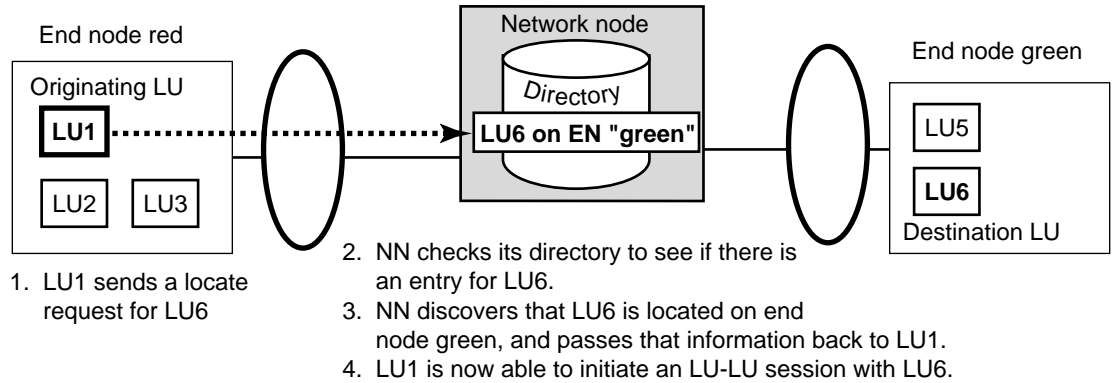 End node red
Originating LU
LU1
LU2
LU3
Network node
Directory
LU6 on EN "green"
End node green
LU5
LU6
Destination LU
1. LU1 sends a locate
request for LU6
2. NN checks its directory to see if there is
an entry for LU6.
3. NN discovers that LU6 is located on end
node green, and passes that information back to LU1.
4. LU1 is now able to initiate an LU-LU session with LU6.